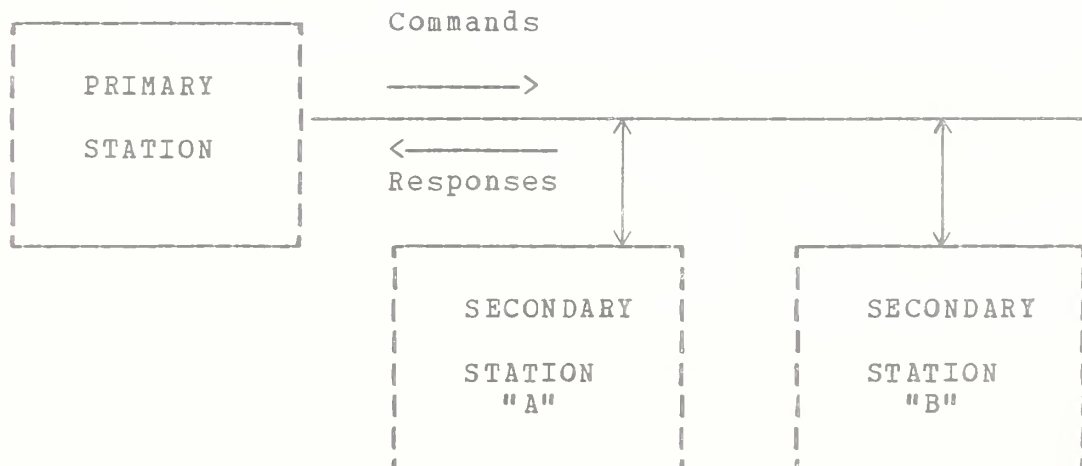 Commands
PRIMARY
STATION
Responses
SECONDARY
STATION
"A"
SECONDARY
STATION
"B"